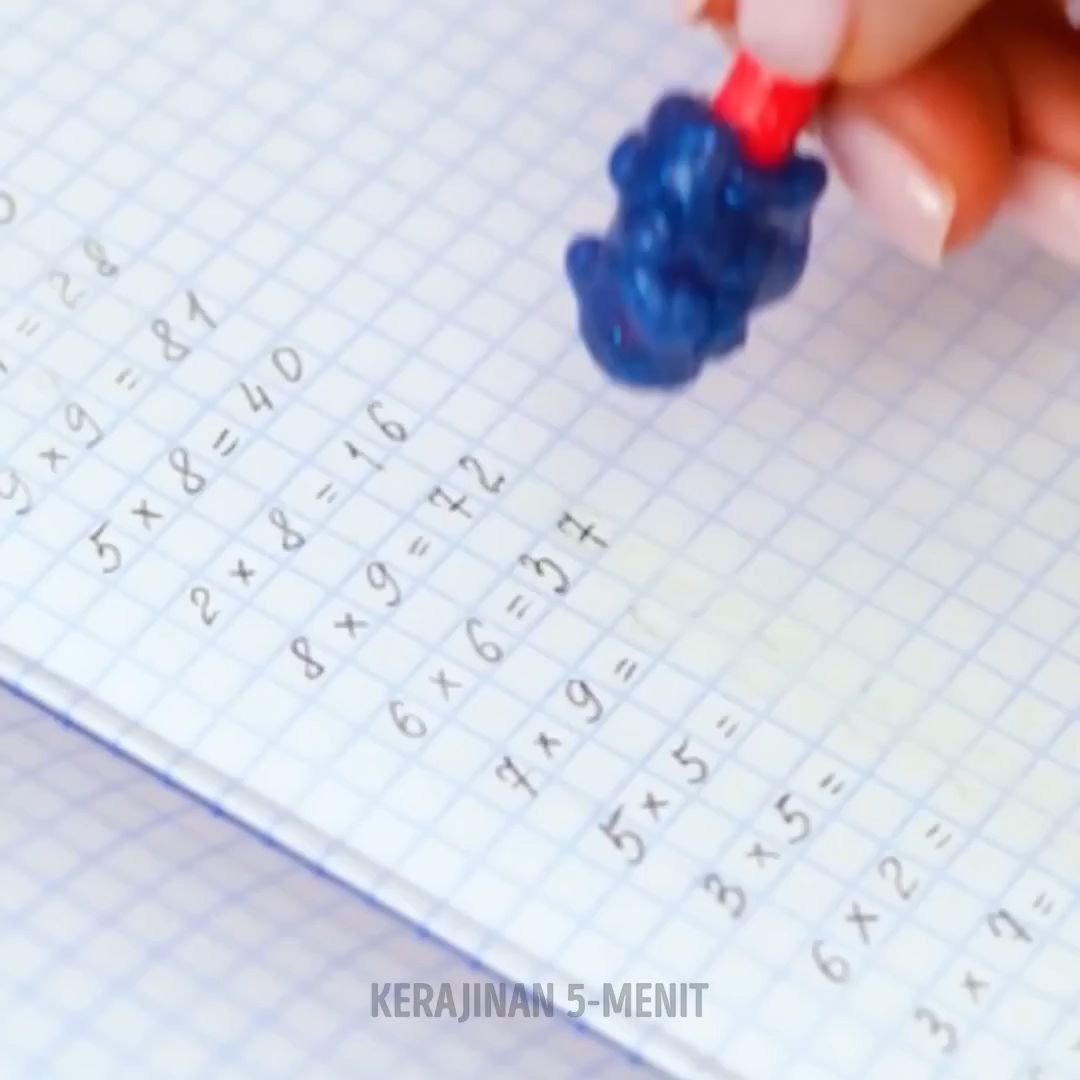 = 28
9 × 9 = 81
5 × 8 = 40
2 × 8 = 16
8 × 9 = 72
6 × 6 = 37
7 × 9 =
5 × 5 =
3 × 5 =
6 × 2 =
3 × 7 =
KERAJINAN 5-MENIT